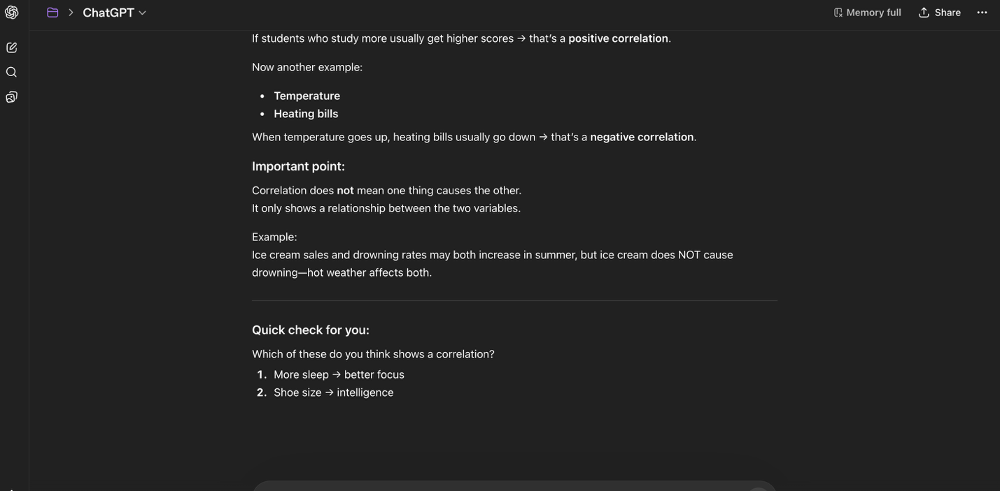 ChatGPT
Memory full
Share
If students who study more usually get higher scores → that's a positive correlation.
Now another example:
• Temperature
• Heating bills
When temperature goes up, heating bills usually go down → that's a negative correlation.
Important point:
Correlation does not mean one thing causes the other.
It only shows a relationship between the two variables.
Example:
Ice cream sales and drowning rates may both increase in summer, but ice cream does NOT cause
drowning—hot weather affects both.
Quick check for you:
Which of these do you think shows a correlation?
1. More sleep → better focus
2. Shoe size → intelligence